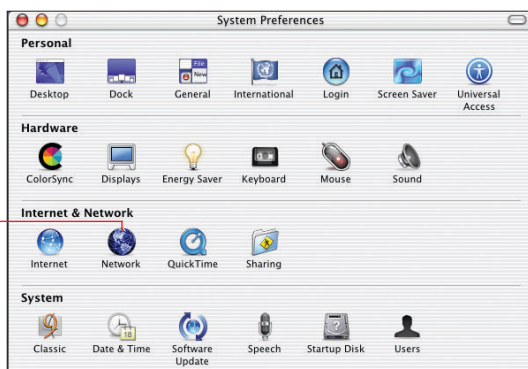 System Preferences
Personal
Desktop Dock General International Login Screen Saver Universal Access
Hardware
ColorSync Displays Energy Saver Keyboard Mouse Sound
Internet & Network
Internet Network QuickTime Sharing
System
Classic Date & Time Software Update Speech Startup Disk Users